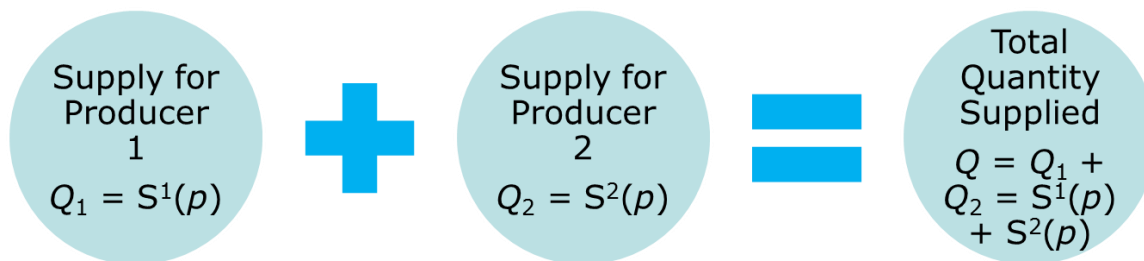 Supply for
Producer
1
Q₁ = S¹(p)
Supply for
Producer
2
Q₂ = S²(p)
Total
Quantity
Supplied
Q = Q₁ +
Q₂ = S¹(p)
+ S²(p)